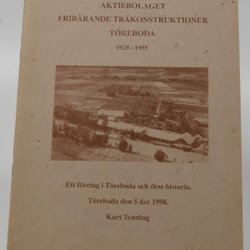 AKTIEBOLAGET
FRIBÄRANDE TRÄKONSTRUKTIONER
TÖREBODA
1925 - 1955
Ett företag i Töreboda och dess historia.
Töreboda den 5 dec 1998.
Kurt Tenning